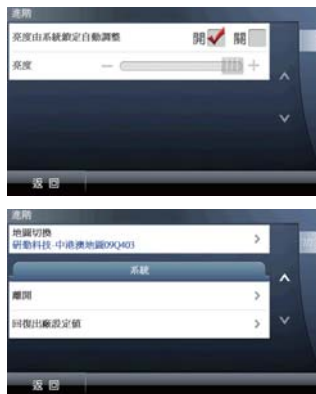 進階
亮度由系統鎖定自動調整 開 關
亮度 － ＋
返回
進階
地圖切換
研勤科技-中港澳地圖09Q403
系統
離開
回復出廠設定值
返回